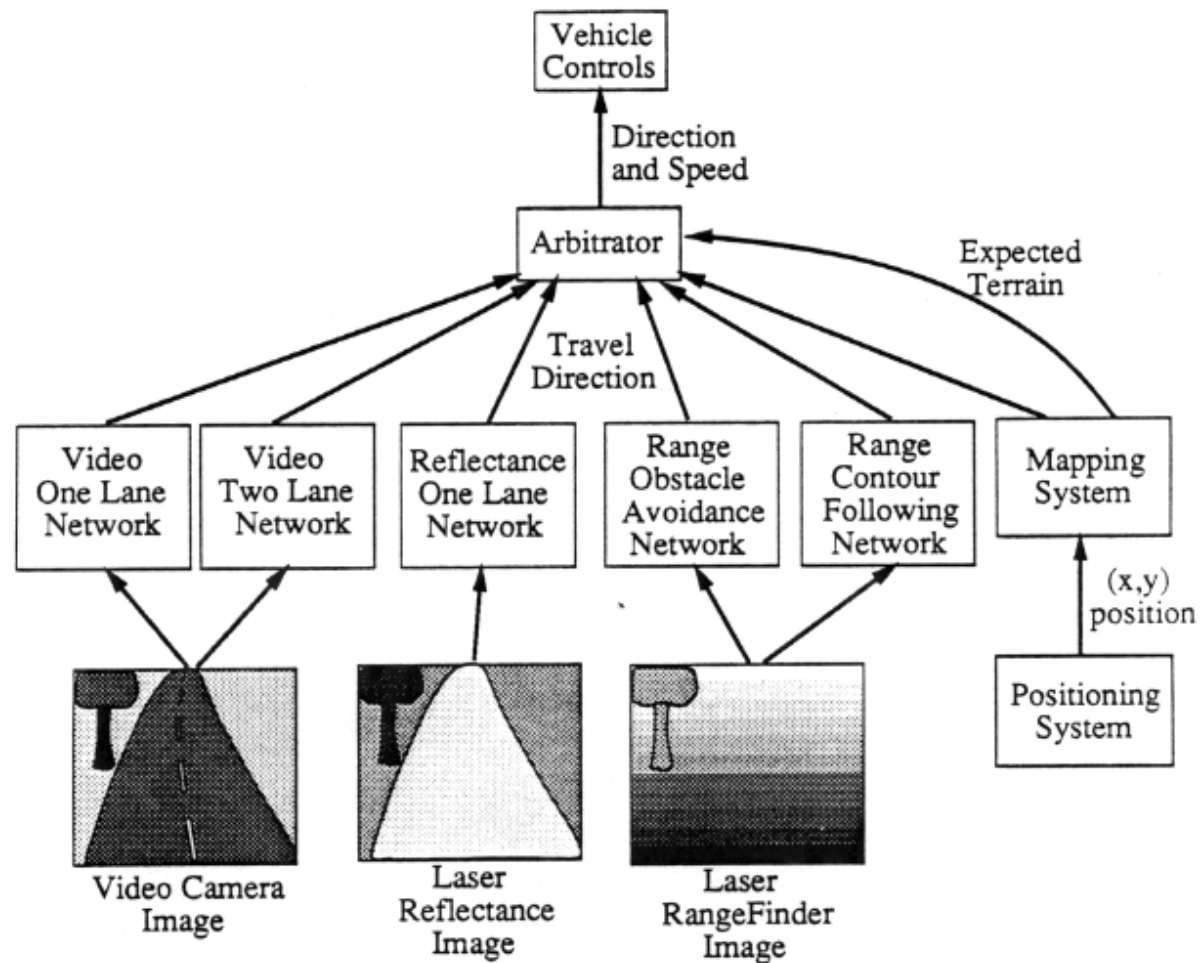 Vehicle
Controls
Direction
and Speed
Arbitrator
Expected
Terrain
Travel
Direction
Video
One Lane
Network
Video
Two Lane
Network
Reflectance
One Lane
Network
Range
Obstacle
Avoidance
Network
Range
Contour
Following
Network
Mapping
System
(x,y)
position
Positioning
System
Video Camera
Image
Laser
Reflectance
Image
Laser
RangeFinder
Image